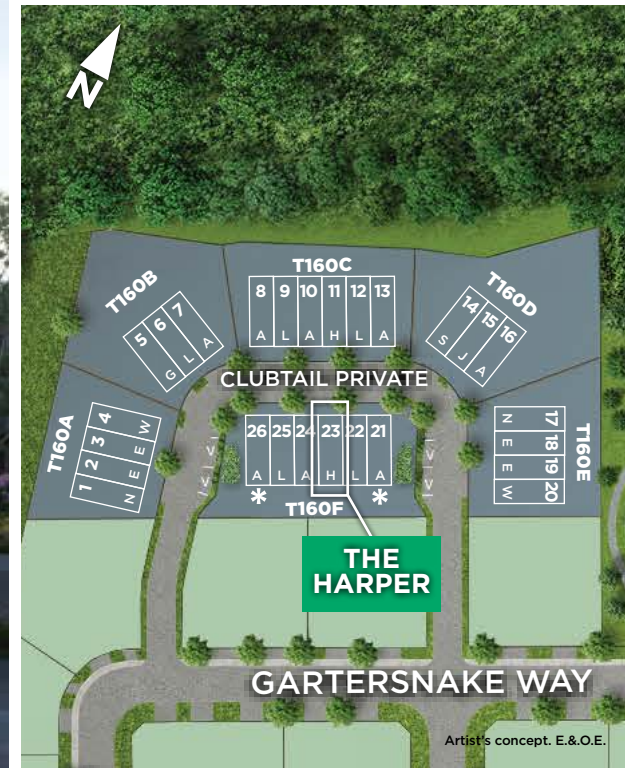 N
T160C
8 9 10 11 12 13
A L A H L A
T160B
5 6 7
G L A
T160D
14 15 16
S J A
CLUBTAIL PRIVATE
T160A
1 2 3 4
N E E W
T160E
17 18 19 20
N E E W
26 25 24 23 22 21
A L A H L A
* *
T160F
THE
HARPER
GARTERSNAKE WAY
Artist's concept. E.&O.E.